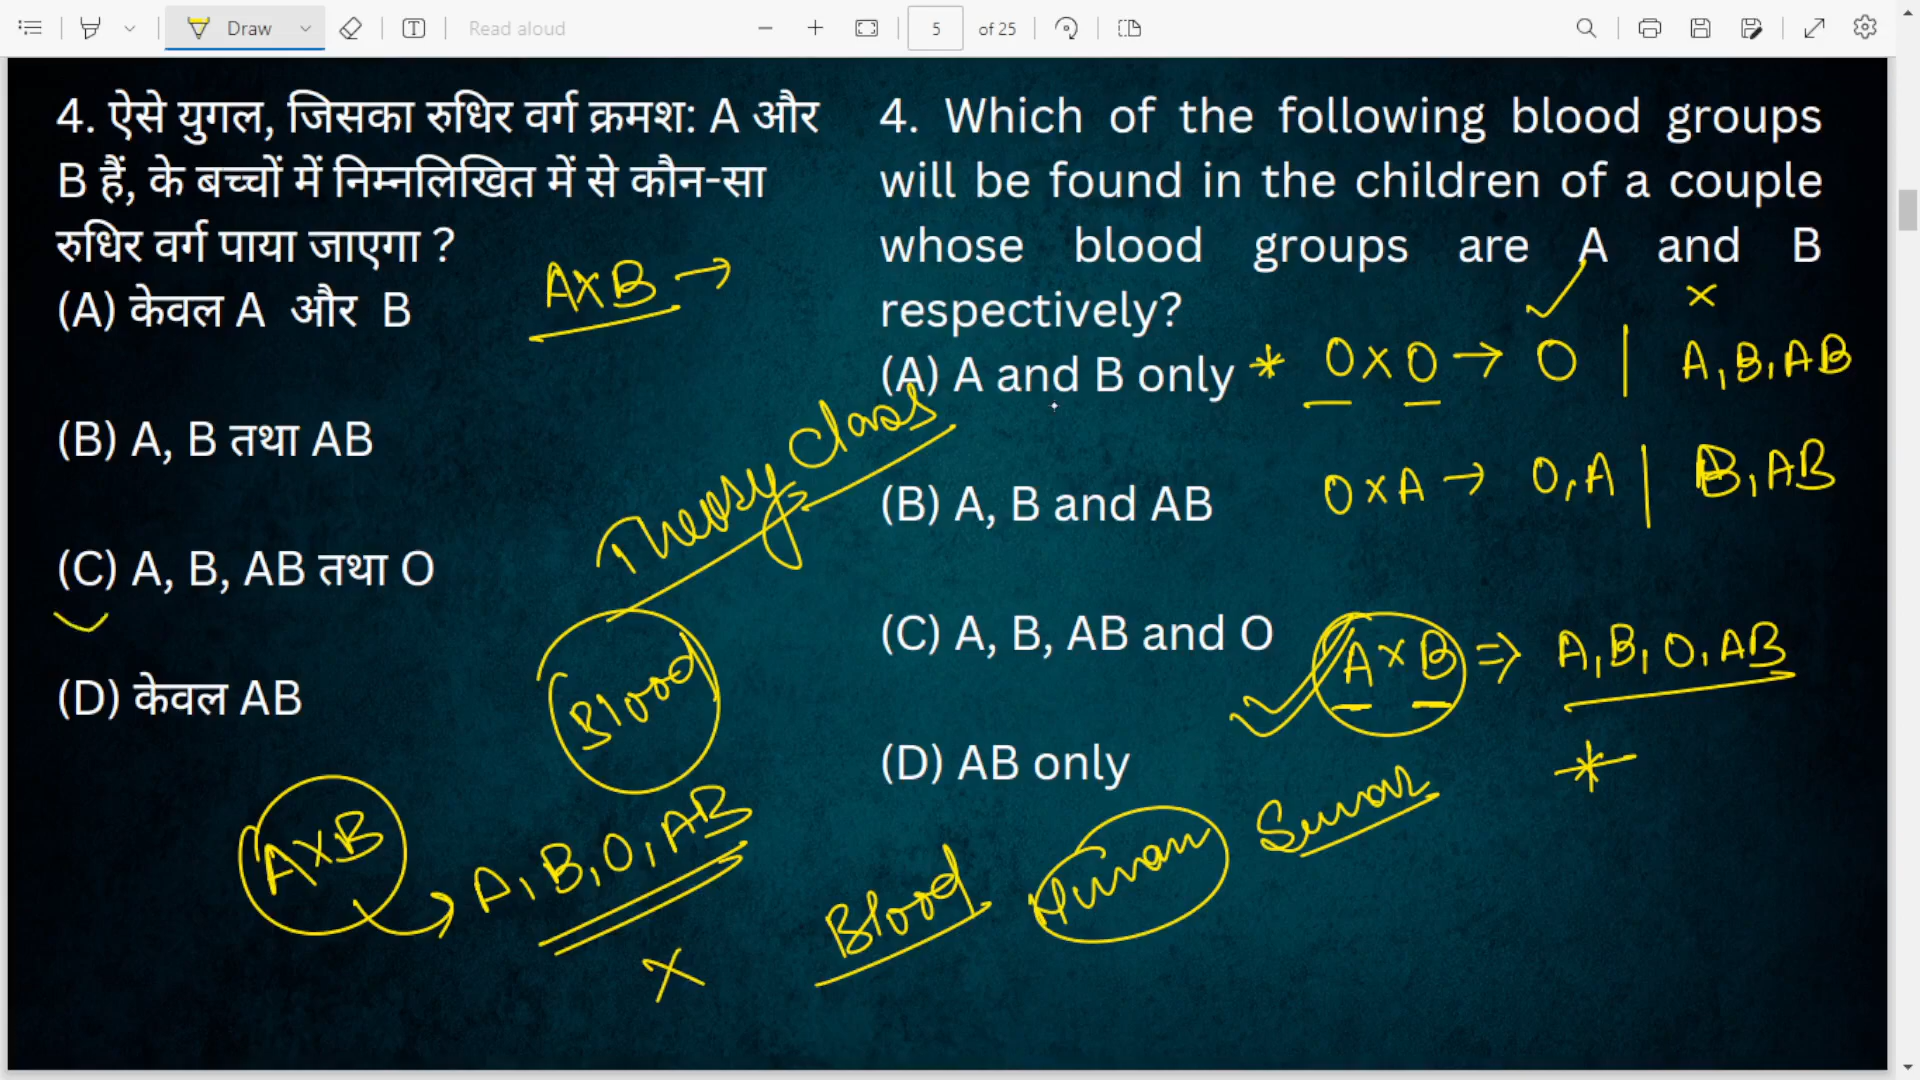 Draw
Read aloud
5 of 25
4. ऐसे युगल, जिसका रुधिर वर्ग क्रमश: A और
B हैं, के बच्चों में निम्नलिखित में से कौन-सा
रुधिर वर्ग पाया जाएगा ?
(A) केवल A और B
(B) A, B तथा AB
(C) A, B, AB तथा O
(D) केवल AB
A×B →
Theory Class
Blood
A×B
A, B, O, AB
×
4. Which of the following blood groups
will be found in the children of a couple
whose blood groups are A and B
respectively?
(A) A and B only
(B) A, B and AB
(C) A, B, AB and O
(D) AB only
✓ ×
* O × O → O | A, B, AB
O × A → O, A | B, AB
A × B ⇒ A, B, O, AB
*
Blood Human